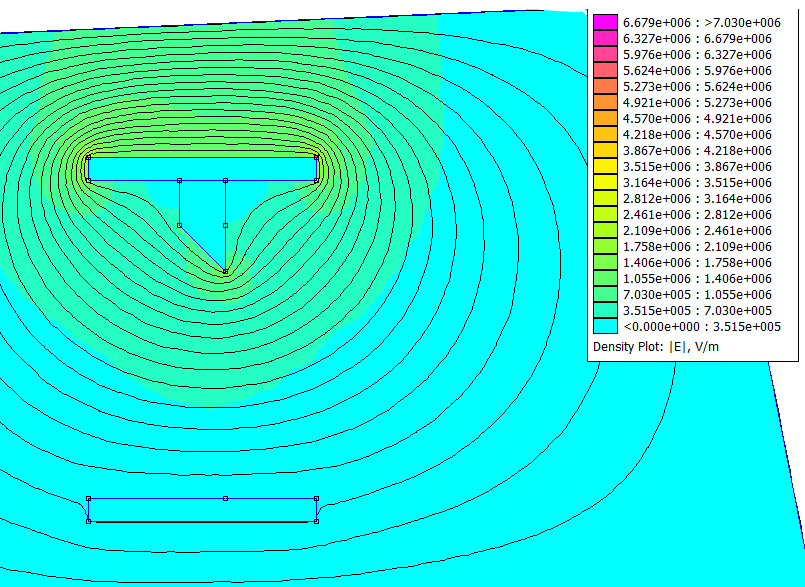 6.679e+006 : >7.030e+006
6.327e+006 : 6.679e+006
5.976e+006 : 6.327e+006
5.624e+006 : 5.976e+006
5.273e+006 : 5.624e+006
4.921e+006 : 5.273e+006
4.570e+006 : 4.921e+006
4.218e+006 : 4.570e+006
3.867e+006 : 4.218e+006
3.515e+006 : 3.867e+006
3.164e+006 : 3.515e+006
2.812e+006 : 3.164e+006
2.461e+006 : 2.812e+006
2.109e+006 : 2.461e+006
1.758e+006 : 2.109e+006
1.406e+006 : 1.758e+006
1.055e+006 : 1.406e+006
7.030e+005 : 1.055e+006
3.515e+005 : 7.030e+005
<0.000e+000 : 3.515e+005
Density Plot: |E|, V/m